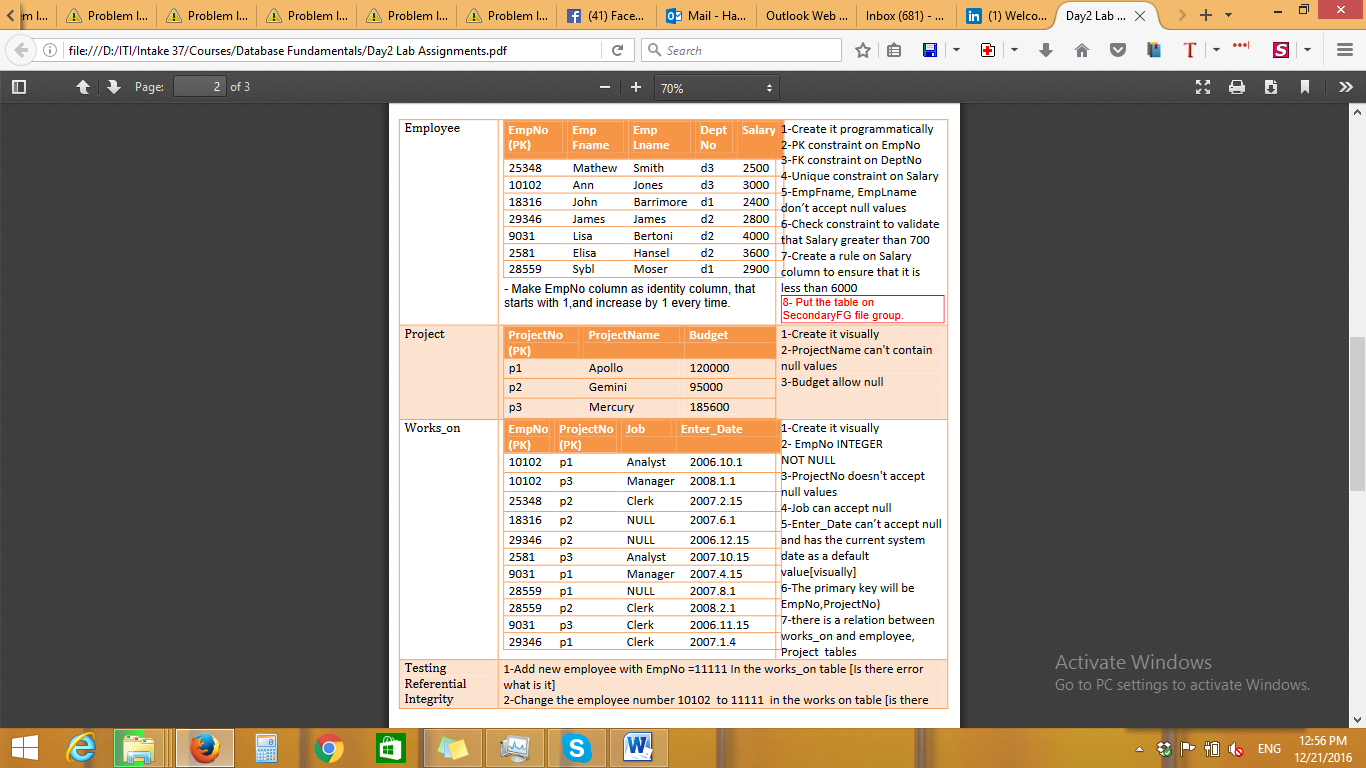 em I...
Problem I...
Problem I...
Problem I...
Problem I...
Problem I...
(41) Face...
Mail - Ha...
Outlook Web ...
Inbox (681) - ...
(1) Welco...
Day2 Lab ...
file:///D:/ITI/Intake 37/Courses/Database Fundamentals/Day2 Lab Assignments.pdf
Search
Page: 2 of 3
70%
Employee
EmpNo (PK) Emp Fname Emp Lname Dept No Salary
25348 Mathew Smith d3 2500
10102 Ann Jones d3 3000
18316 John Barrimore d1 2400
29346 James James d2 2800
9031 Lisa Bertoni d2 4000
2581 Elisa Hansel d2 3600
28559 Sybl Moser d1 2900
- Make EmpNo column as identity column, that
starts with 1,and increase by 1 every time.
1-Create it programmatically
2-PK constraint on EmpNo
3-FK constraint on DeptNo
4-Unique constraint on Salary
5-EmpFname, EmpLname
don't accept null values
6-Check constraint to validate
that Salary greater than 700
7-Create a rule on Salary
column to ensure that it is
less than 6000
8- Put the table on
SecondaryFG file group.
Project
ProjectNo (PK) ProjectName Budget
p1 Apollo 120000
p2 Gemini 95000
p3 Mercury 185600
1-Create it visually
2-ProjectName can't contain
null values
3-Budget allow null
Works_on
EmpNo (PK) ProjectNo (PK) Job Enter_Date
10102 p1 Analyst 2006.10.1
10102 p3 Manager 2008.1.1
25348 p2 Clerk 2007.2.15
18316 p2 NULL 2007.6.1
29346 p2 NULL 2006.12.15
2581 p3 Analyst 2007.10.15
9031 p1 Manager 2007.4.15
28559 p1 NULL 2007.8.1
28559 p2 Clerk 2008.2.1
9031 p3 Clerk 2006.11.15
29346 p1 Clerk 2007.1.4
1-Create it visually
2- EmpNo INTEGER
NOT NULL
3-ProjectNo doesn't accept
null values
4-Job can accept null
5-Enter_Date can't accept null
and has the current system
date as a default
value[visually]
6-The primary key will be
EmpNo,ProjectNo)
7-there is a relation between
works_on and employee,
Project tables
Testing
Referential
Integrity
1-Add new employee with EmpNo =11111 In the works_on table [Is there error
what is it]
2-Change the employee number 10102 to 11111 in the works on table [is there
Activate Windows
Go to PC settings to activate Windows.
ENG
12:56 PM
12/21/2016